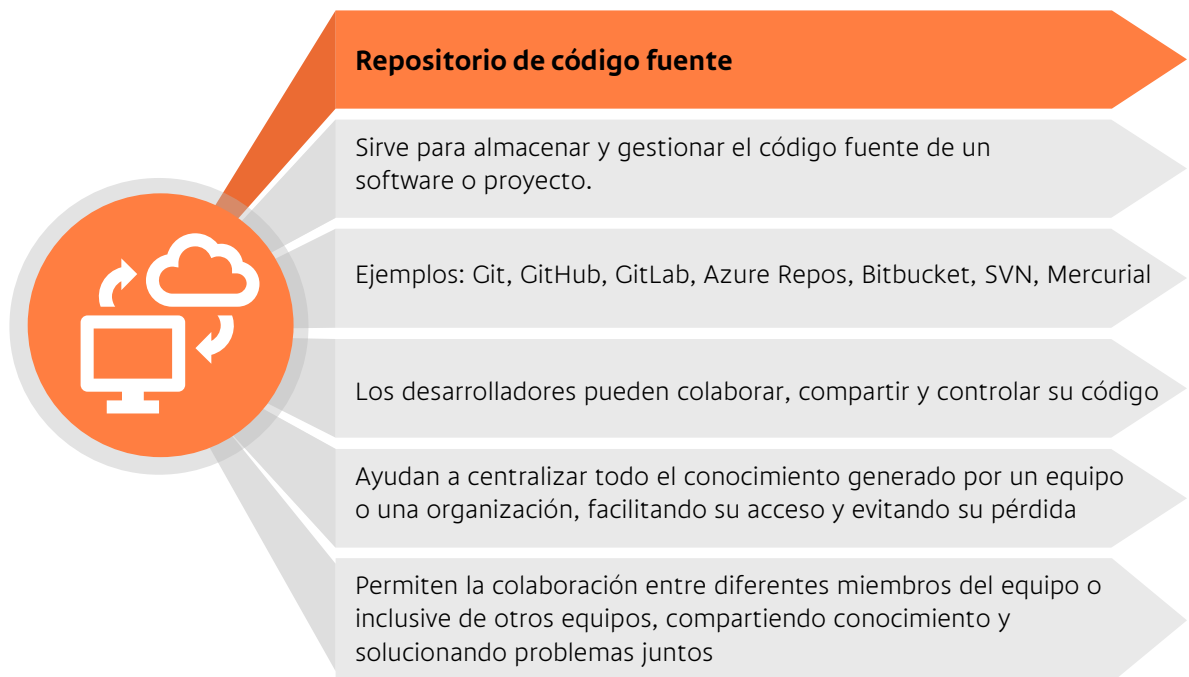 Repositorio de código fuente
Sirve para almacenar y gestionar el código fuente de un
software o proyecto.
Ejemplos: Git, GitHub, GitLab, Azure Repos, Bitbucket, SVN, Mercurial
Los desarrolladores pueden colaborar, compartir y controlar su código
Ayudan a centralizar todo el conocimiento generado por un equipo
o una organización, facilitando su acceso y evitando su pérdida
Permiten la colaboración entre diferentes miembros del equipo o
inclusive de otros equipos, compartiendo conocimiento y
solucionando problemas juntos